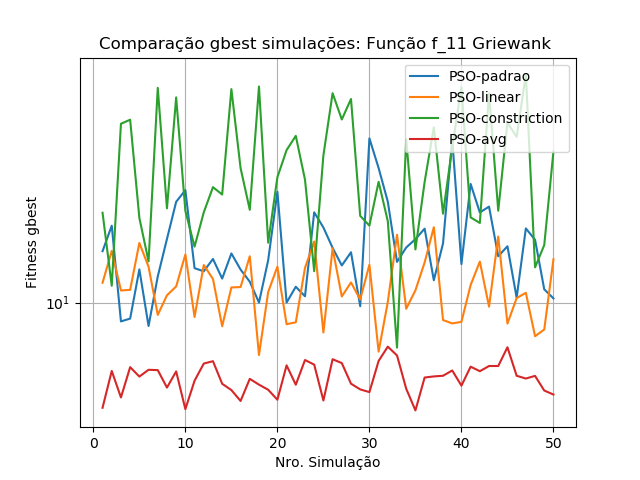 Comparação gbest simulações: Função f_11 Griewank
PSO-padrao
PSO-linear
PSO-constriction
PSO-avg
Fitness gbest
10¹
0 10 20 30 40 50
Nro. Simulação